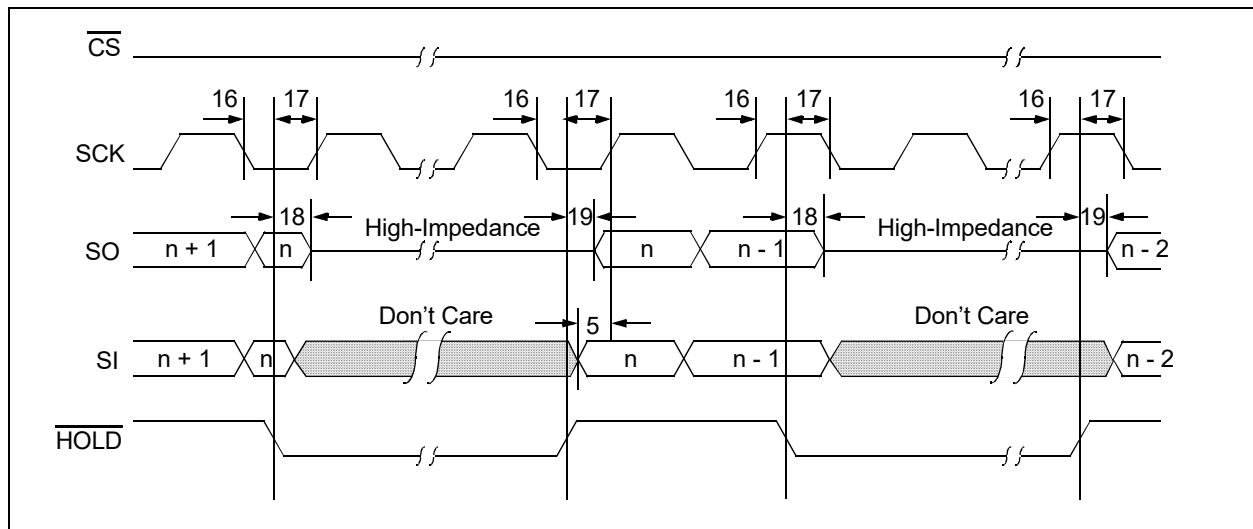 CS
16 17 16 17 16 17 16 17
SCK
18 High-Impedance 19 18 High-Impedance 19
SO n + 1 n n n - 1 n - 2
Don't Care 5 Don't Care
SI n + 1 n n n - 1 n - 2
HOLD